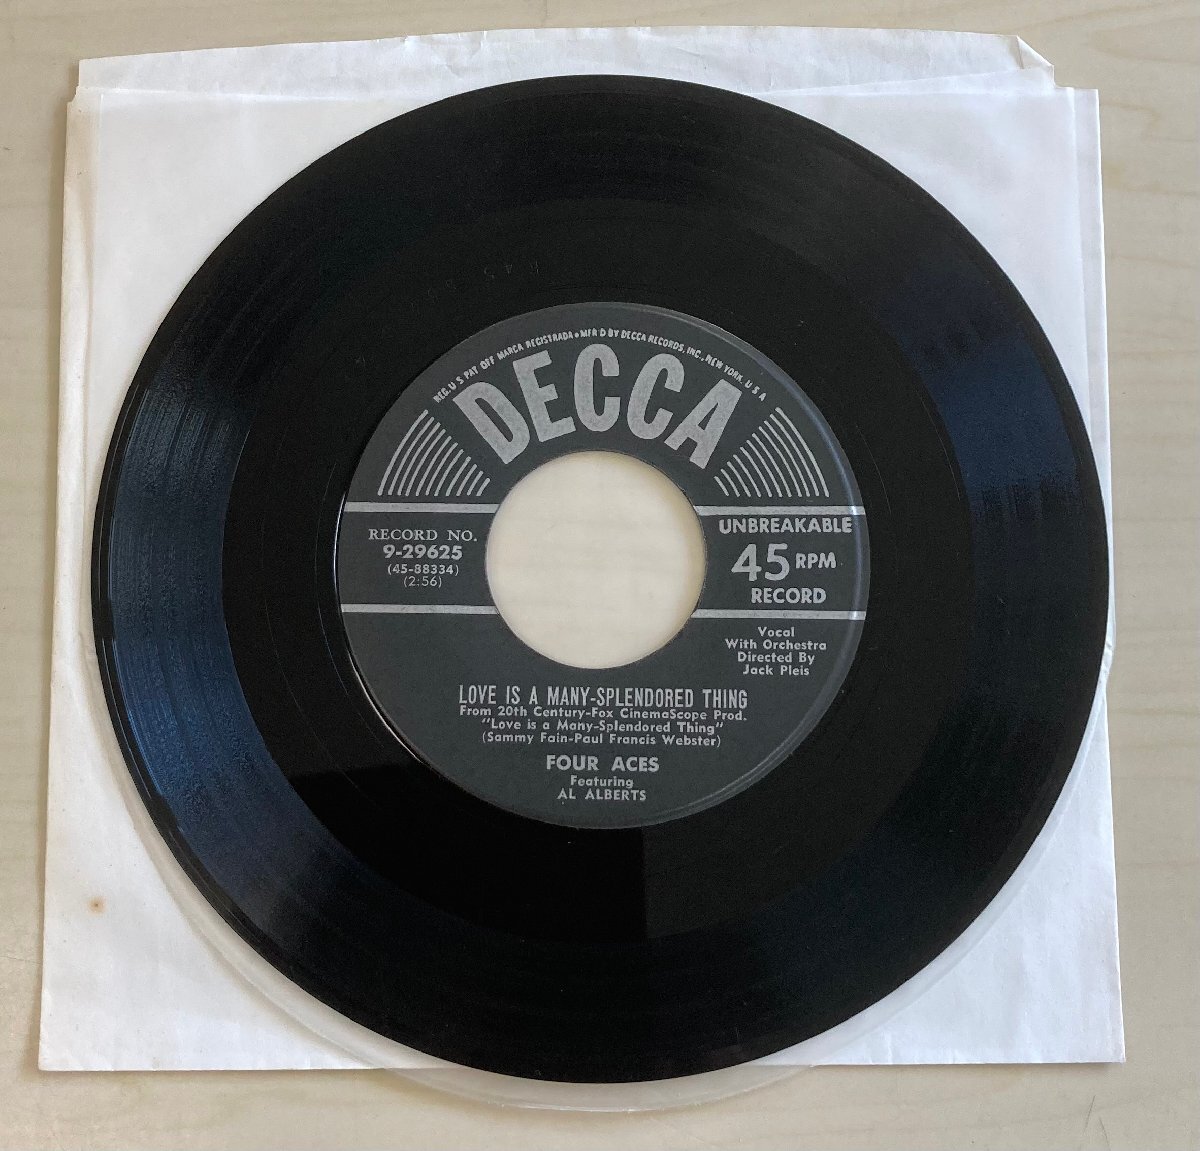 REG. U S PAT OFF MARCA REGISTRADA • MFR'D BY DECCA RECORDS, INC., NEW YORK, U S A
DECCA
RECORD NO.
9-29625
(45-88334)
(2:56)
UNBREAKABLE
45 RPM
RECORD
Vocal
With Orchestra
Directed By
Jack Pleis
LOVE IS A MANY-SPLENDORED THING
From 20th Century-Fox CinemaScope Prod.
"Love is a Many-Splendored Thing"
(Sammy Fain-Paul Francis Webster)
FOUR ACES
Featuring
AL ALBERTS